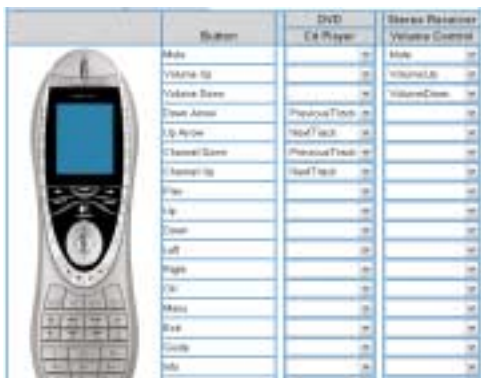 DVD Stereo Receiver
Button Cd Player Volume Control
Mute Mute
Volume Up VolumeUp
Volume Down VolumeDown
Down Arrow PreviousTrack
Up Arrow NextTrack
Channel Down PreviousTrack
Channel Up NextTrack
Play
Up
Down
Left
Right
OK
Menu
Exit
Guide
Info